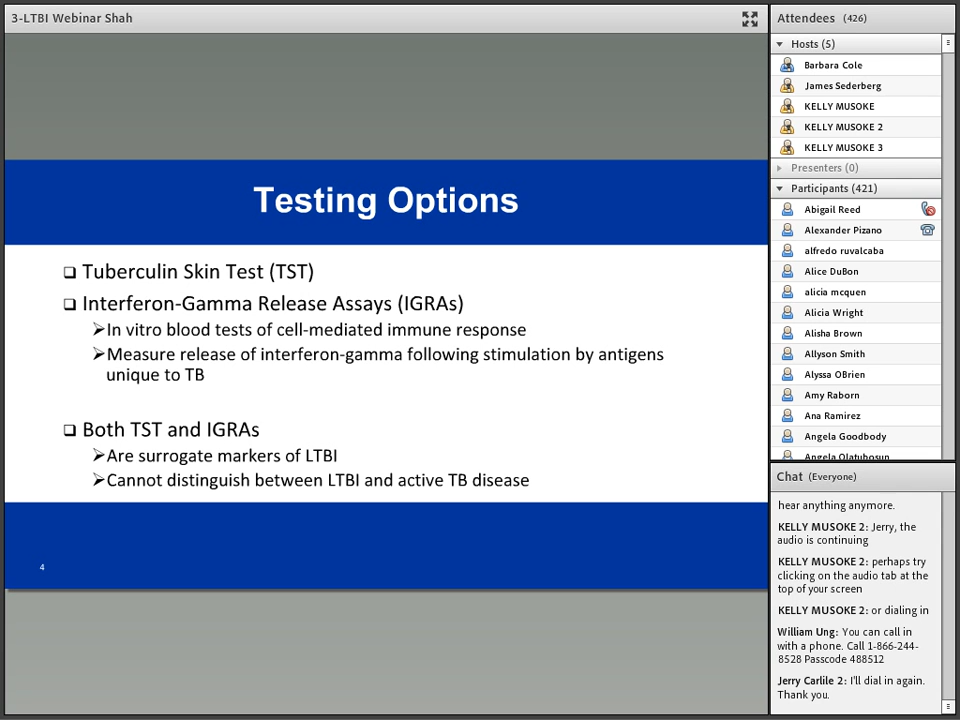 3-LTBI Webinar Shah
Testing Options
Tuberculin Skin Test (TST)
Interferon-Gamma Release Assays (IGRAs)
In vitro blood tests of cell-mediated immune response
Measure release of interferon-gamma following stimulation by antigens
unique to TB
Both TST and IGRAs
Are surrogate markers of LTBI
Cannot distinguish between LTBI and active TB disease
4
Attendees (426)
Hosts (5)
Barbara Cole
James Sederberg
KELLY MUSOKE
KELLY MUSOKE 2
KELLY MUSOKE 3
Presenters (0)
Participants (421)
Abigail Reed
Alexander Pizano
alfredo ruvalcaba
Alice DuBon
alicia mcquen
Alicia Wright
Alisha Brown
Allyson Smith
Alyssa OBrien
Amy Raborn
Ana Ramirez
Angela Goodbody
Angela Olatubosun
Chat (Everyone)
hear anything anymore.
KELLY MUSOKE 2: Jerry, the
audio is continuing
KELLY MUSOKE 2: perhaps try
clicking on the audio tab at the
top of your screen
KELLY MUSOKE 2: or dialing in
William Ung: You can call in
with a phone. Call 1-866-244-
8528 Passcode 488512
Jerry Carlile 2: I'll dial in again.
Thank you.